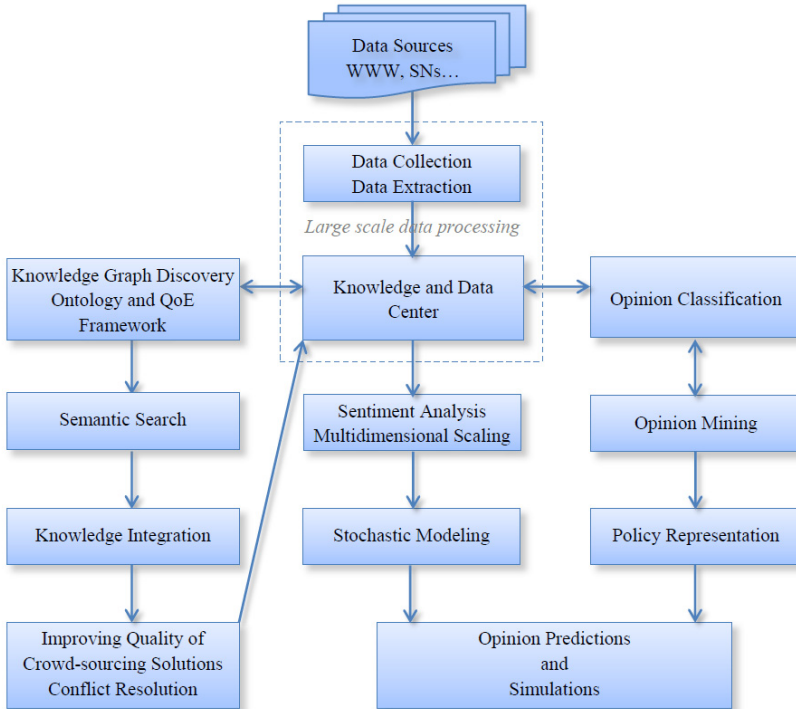 Data Sources
WWW, SNs...
Data Collection
Data Extraction
Large scale data processing
Knowledge Graph Discovery
Ontology and QoE
Framework
Knowledge and Data
Center
Opinion Classification
Semantic Search
Sentiment Analysis
Multidimensional Scaling
Opinion Mining
Knowledge Integration
Stochastic Modeling
Policy Representation
Improving Quality of
Crowd-sourcing Solutions
Conflict Resolution
Opinion Predictions
and
Simulations